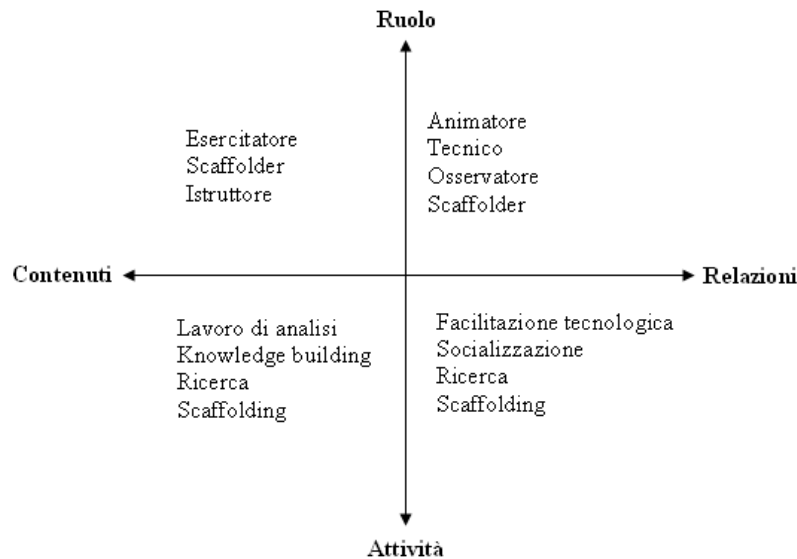 Ruolo
Esercitatore
Scaffolder
Istruttore
Animatore
Tecnico
Osservatore
Scaffolder
Contenuti
Relazioni
Lavoro di analisi
Knowledge building
Ricerca
Scaffolding
Facilitazione tecnologica
Socializzazione
Ricerca
Scaffolding
Attività